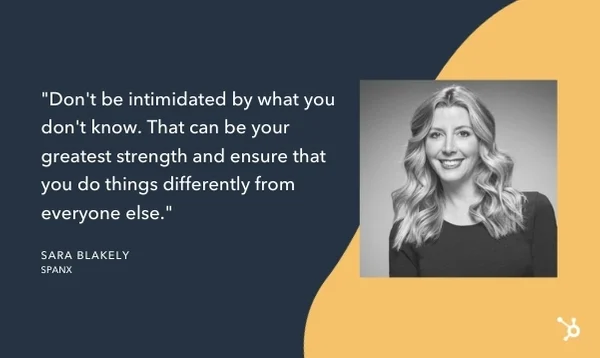 "Don't be intimidated by what you
don't know. That can be your
greatest strength and ensure that
you do things differently from
everyone else."
SARA BLAKELY
SPANX